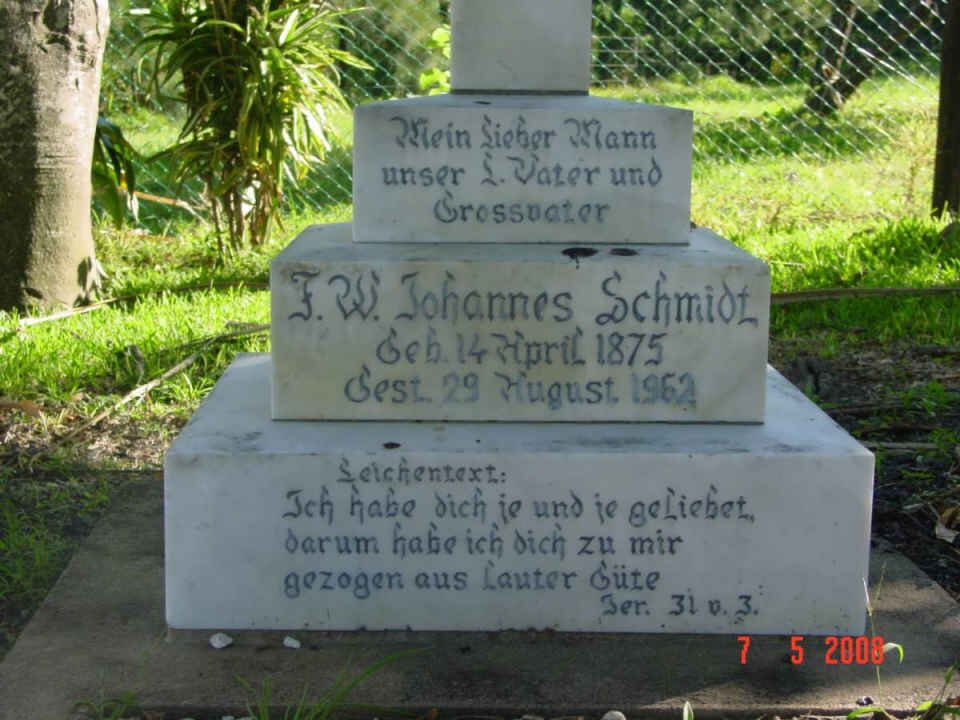 Mein Lieber Mann
unser L. Vater und
Grossvater
F. W. Johannes Schmidt
Geb. 14 April 1875
Gest. 29 August 1962
Leichentext:
Ich habe dich je und je geliebet,
darum habe ich dich zu mir
gezogen aus lauter Güte
Jer. 31 v. 3.
7 5 2008